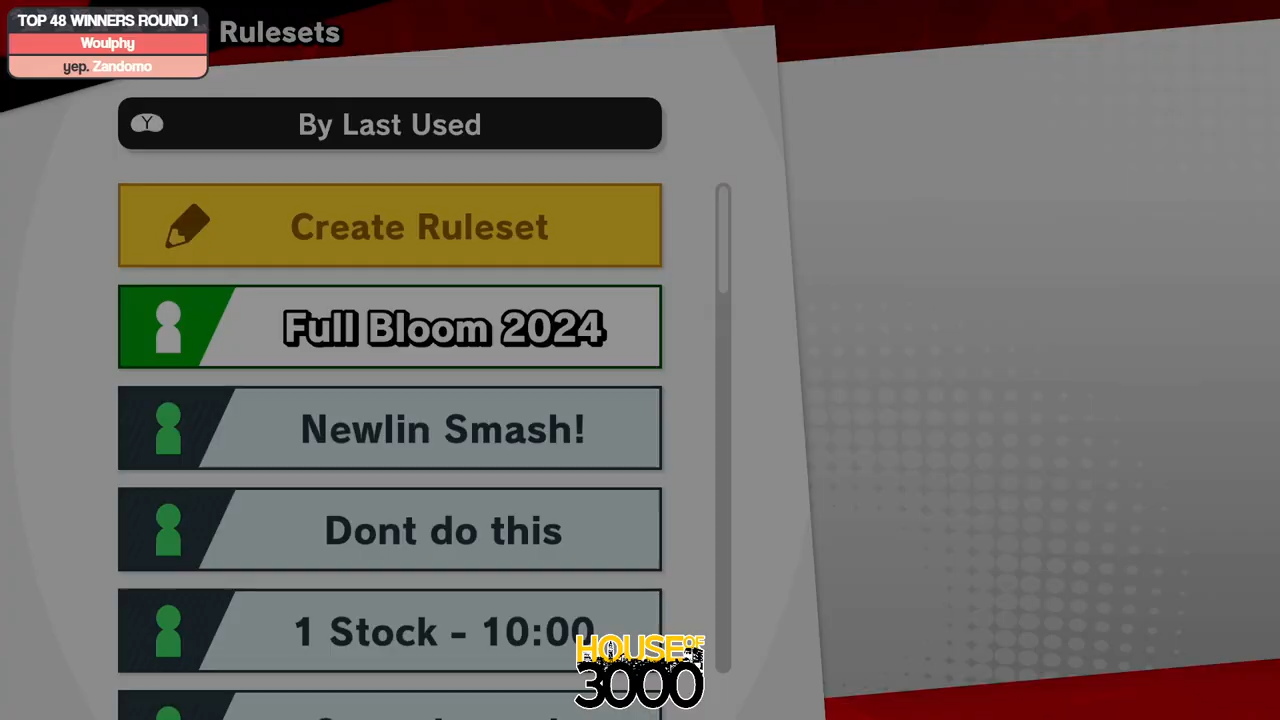 TOP 48 WINNERS ROUND 1
Woulphy
yep. Zandomo
Rulesets
Y
By Last Used
Create Ruleset
Full Bloom 2024
Newlin Smash!
Dont do this
1 Stock - 10:00
HOUSE OF
3000